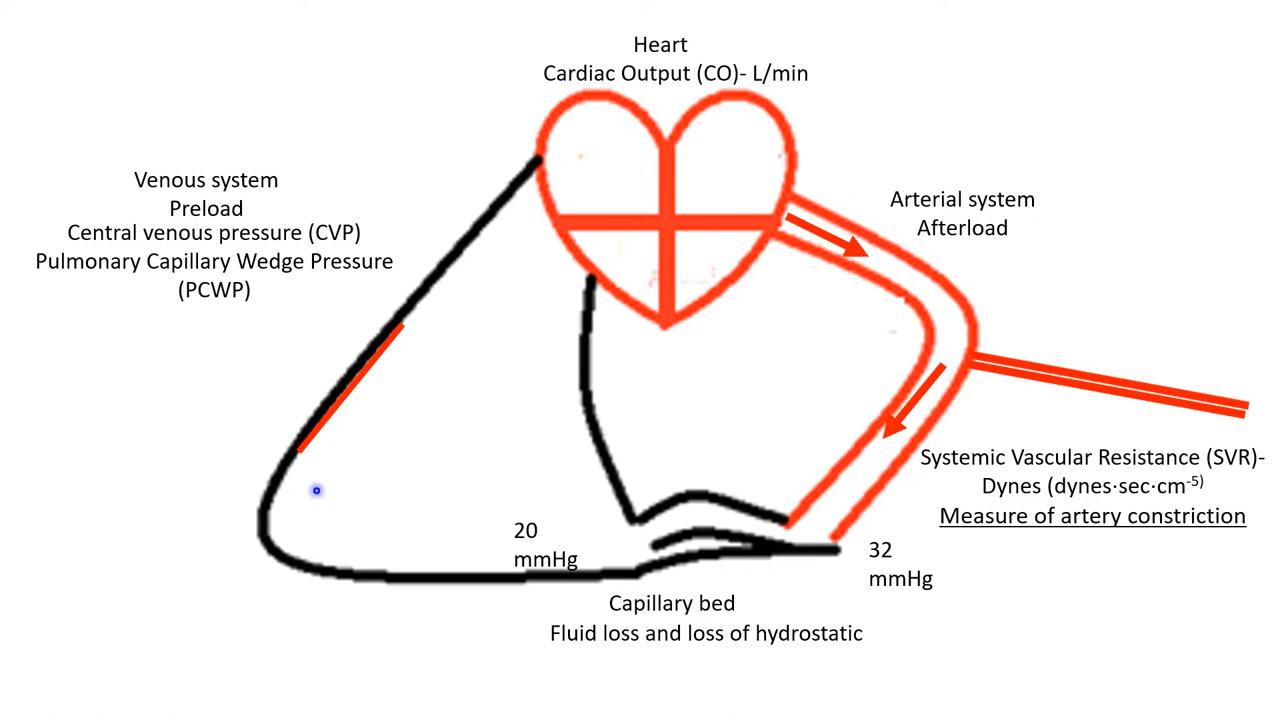 Heart
Cardiac Output (CO)- L/min
Venous system
Preload
Central venous pressure (CVP)
Pulmonary Capillary Wedge Pressure
(PCWP)
Arterial system
Afterload
Systemic Vascular Resistance (SVR)-
Dynes (dynes·sec·cm-5)
Measure of artery constriction
20
mmHg
32
mmHg
Capillary bed
Fluid loss and loss of hydrostatic